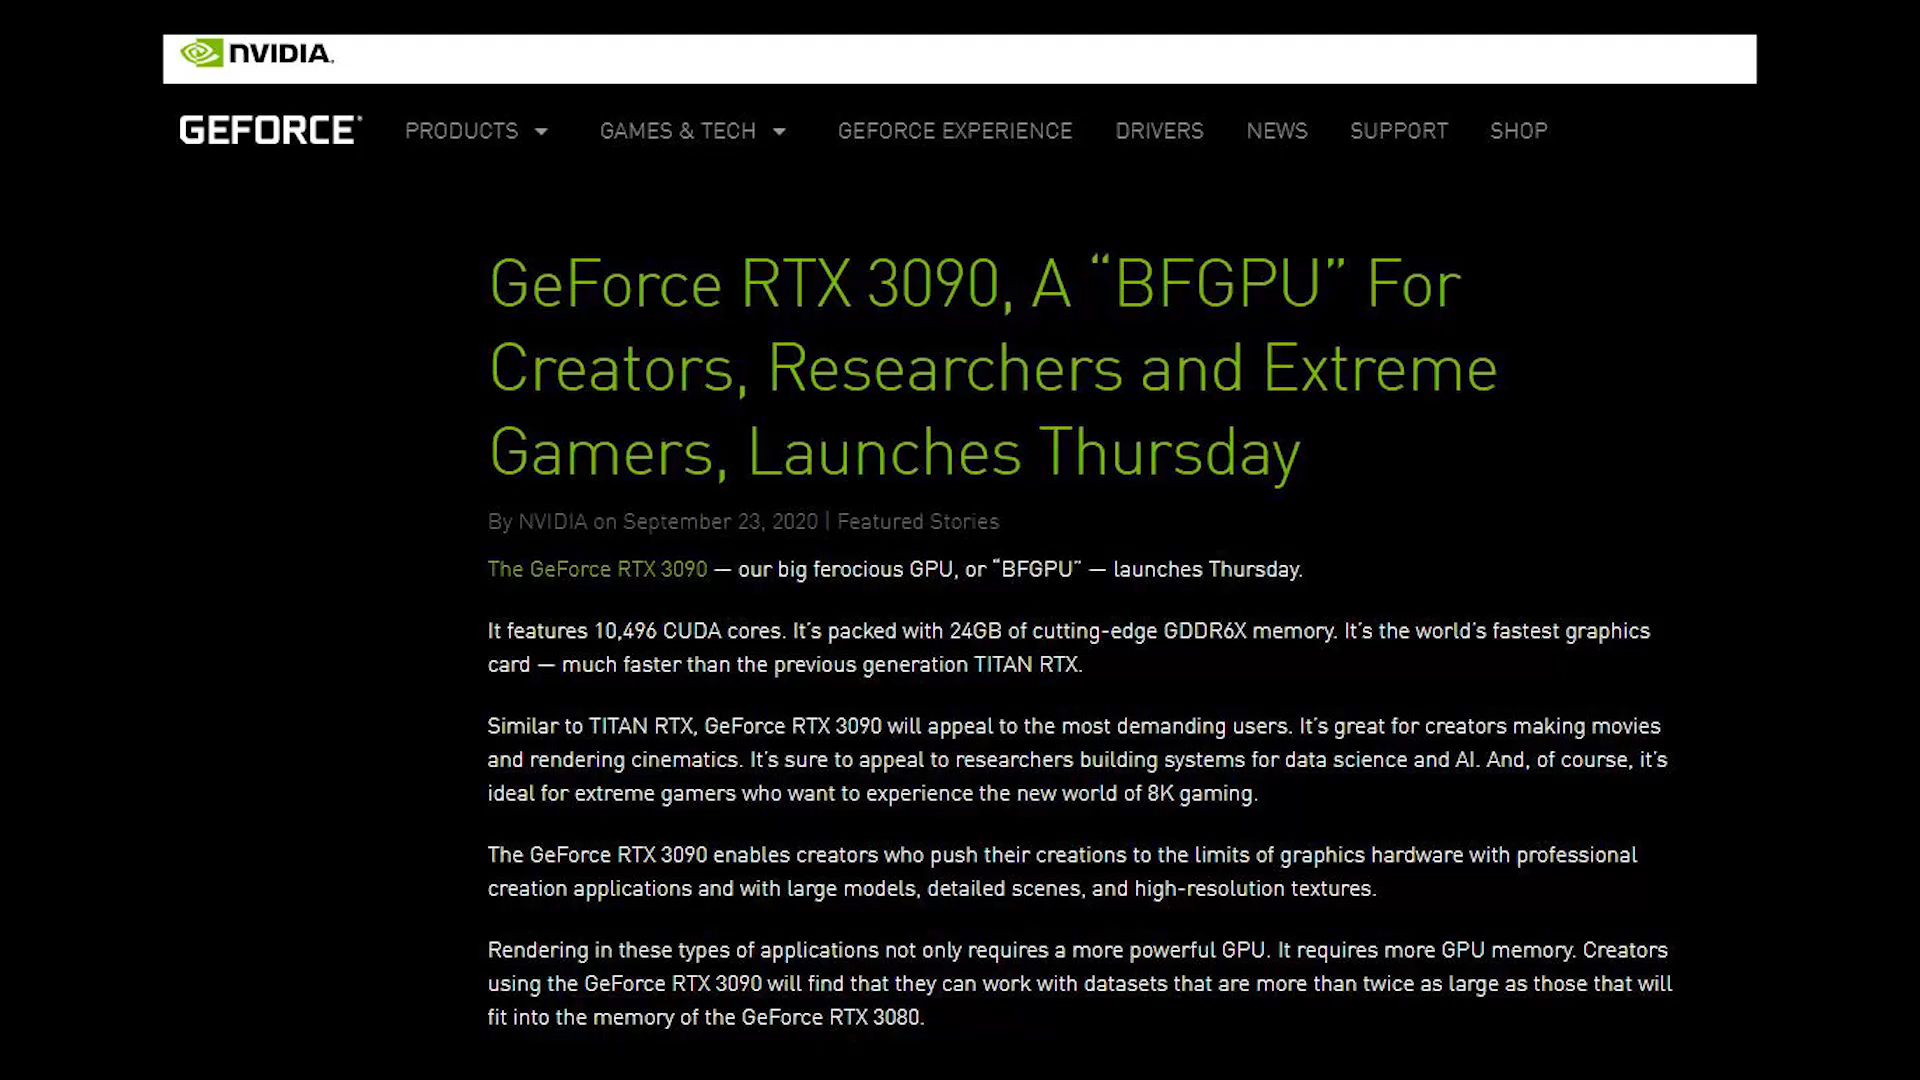 NVIDIA.
GEFORCE PRODUCTS GAMES & TECH GEFORCE EXPERIENCE DRIVERS NEWS SUPPORT SHOP
GeForce RTX 3090, A “BFGPU” For
Creators, Researchers and Extreme
Gamers, Launches Thursday
By NVIDIA on September 23, 2020 | Featured Stories
The GeForce RTX 3090 — our big ferocious GPU, or “BFGPU” — launches Thursday.
It features 10,496 CUDA cores. It’s packed with 24GB of cutting-edge GDDR6X memory. It’s the world’s fastest graphics
card — much faster than the previous generation TITAN RTX.
Similar to TITAN RTX, GeForce RTX 3090 will appeal to the most demanding users. It’s great for creators making movies
and rendering cinematics. It’s sure to appeal to researchers building systems for data science and AI. And, of course, it’s
ideal for extreme gamers who want to experience the new world of 8K gaming.
The GeForce RTX 3090 enables creators who push their creations to the limits of graphics hardware with professional
creation applications and with large models, detailed scenes, and high-resolution textures.
Rendering in these types of applications not only requires a more powerful GPU. It requires more GPU memory. Creators
using the GeForce RTX 3090 will find that they can work with datasets that are more than twice as large as those that will
fit into the memory of the GeForce RTX 3080.